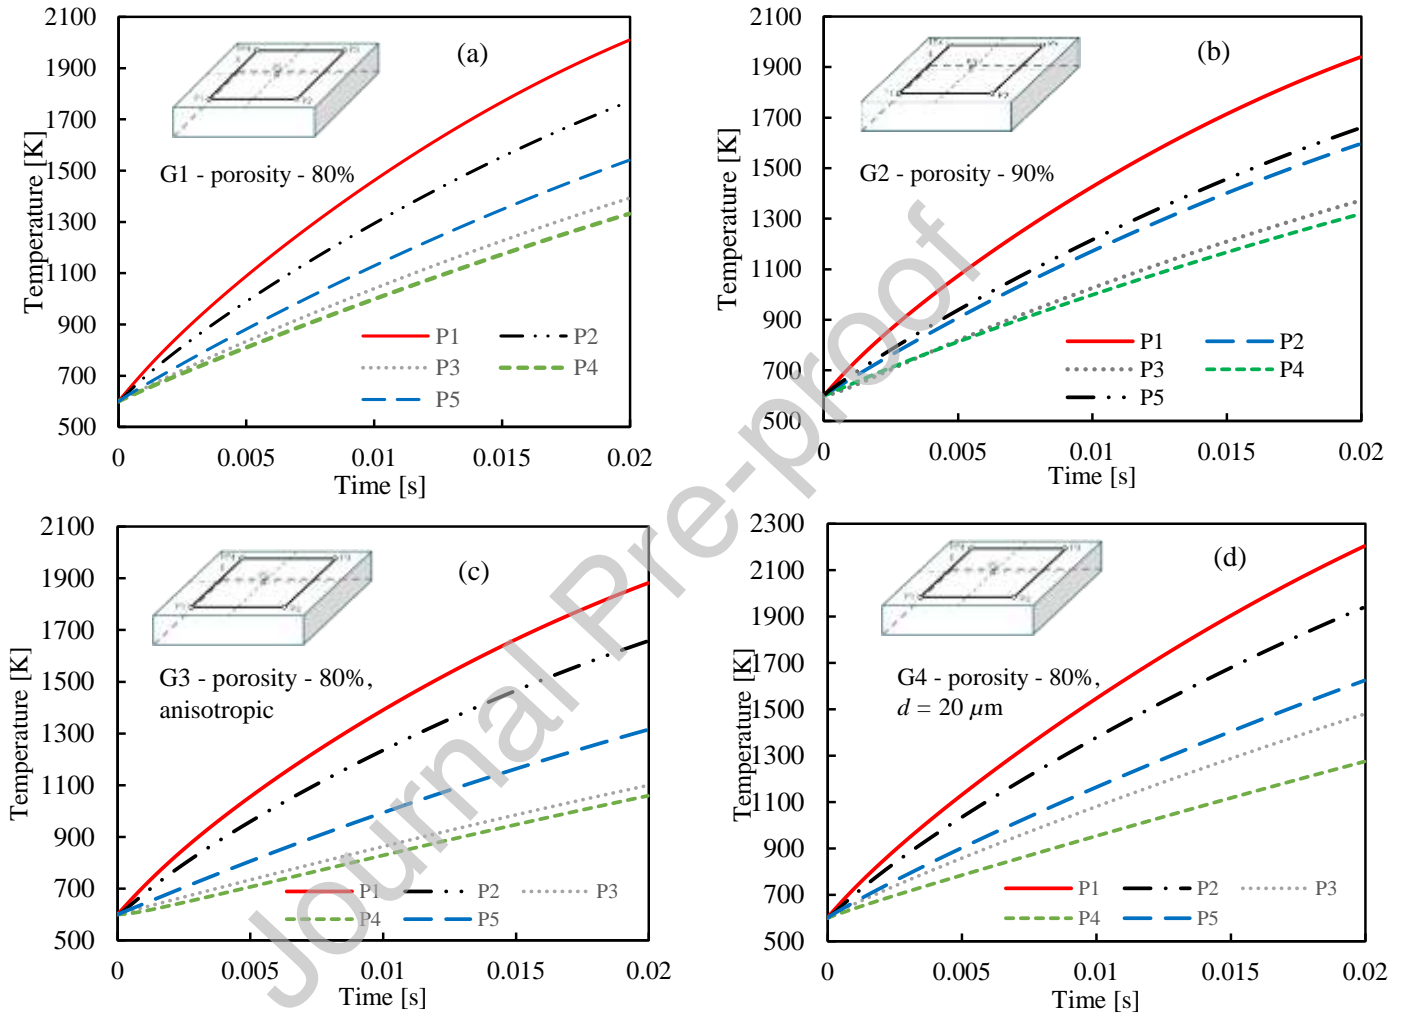 2100
1900
1700
1500
1300
1100
900
700
500
Temperature [K]
(a)
G1 - porosity - 80%
P1
P2
P3
P4
P5
0
0.005
0.01
0.015
0.02
Time [s]
2100
1900
1700
1500
1300
1100
900
700
500
Temperature [K]
(b)
G2 - porosity - 90%
P1
P2
P3
P4
P5
0
0.005
0.01
0.015
0.02
Time [s]
2100
1900
1700
1500
1300
1100
900
700
500
Temperature [K]
(c)
G3 - porosity - 80%,
anisotropic
P1
P2
P3
P4
P5
0
0.005
0.01
0.015
0.02
Time [s]
2300
2100
1900
1700
1500
1300
1100
900
700
500
Temperature [K]
(d)
G4 - porosity - 80%,
d = 20 μm
P1
P2
P3
P4
P5
0
0.005
0.01
0.015
0.02
Time [s]
Journal Pre-proof